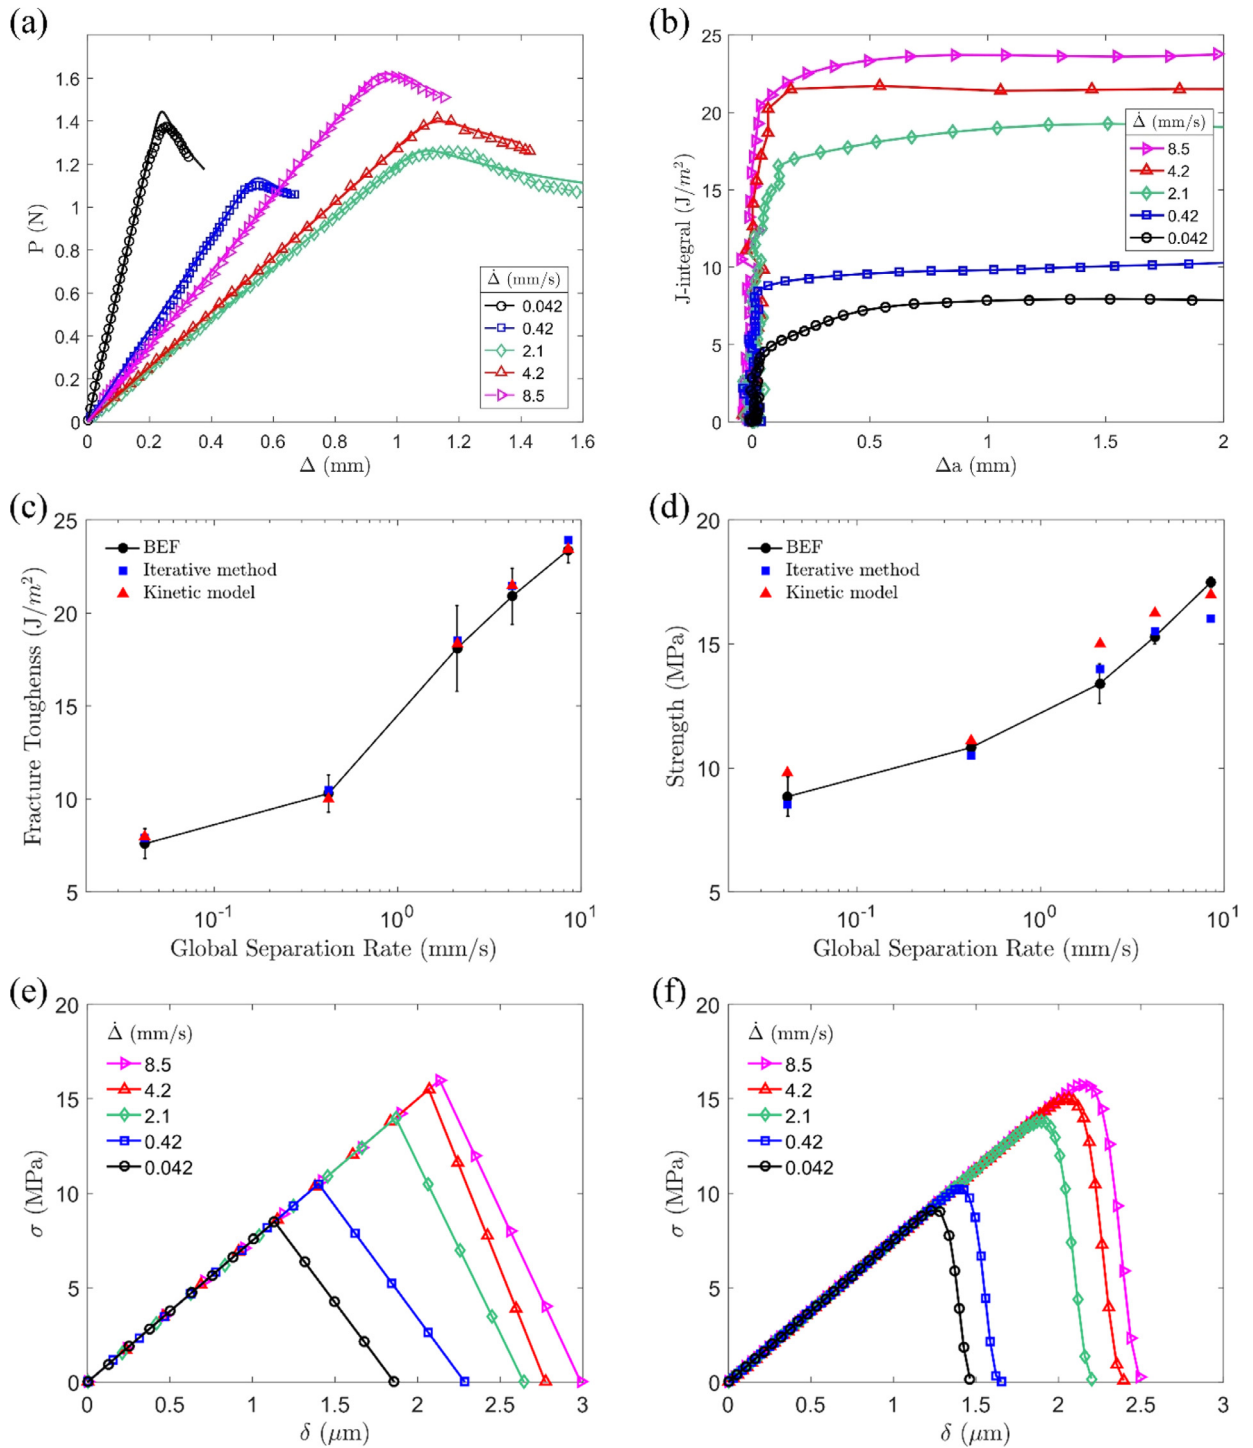 (a)
P (N)
1.6
1.4
1.2
1.0
0.8
0.6
0.4
0.2
0
0 0.2 0.4 0.6 0.8 1 1.2 1.4 1.6
Δ (mm)
Δ̇ (mm/s)
0.042
0.42
2.1
4.2
8.5
(b)
J-integral (J/m²)
25
20
15
10
5
0
0 0.5 1 1.5 2
Δa (mm)
Δ̇ (mm/s)
8.5
4.2
2.1
0.42
0.042
(c)
Fracture Toughenss (J/m²)
25
20
15
10
5
BEF
Iterative method
Kinetic model
10⁻¹ 10⁰ 10¹
Global Separation Rate (mm/s)
(d)
Strength (MPa)
20
15
10
5
BEF
Iterative method
Kinetic model
10⁻¹ 10⁰ 10¹
Global Separation Rate (mm/s)
(e)
σ (MPa)
20
15
10
5
0
Δ̇ (mm/s)
8.5
4.2
2.1
0.42
0.042
0 0.5 1 1.5 2 2.5 3
δ (μm)
(f)
σ (MPa)
20
15
10
5
0
Δ̇ (mm/s)
8.5
4.2
2.1
0.42
0.042
0 0.5 1 1.5 2 2.5 3
δ (μm)